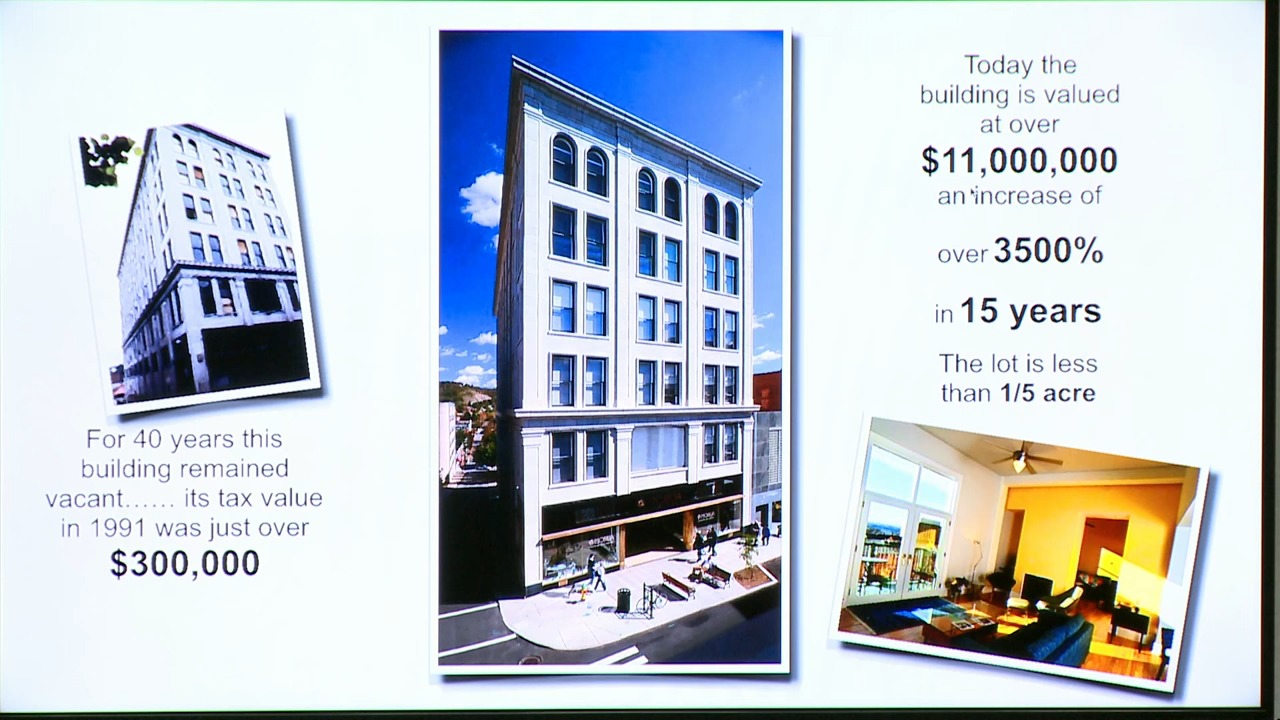 For 40 years this
building remained
vacant...... its tax value
in 1991 was just over
$300,000
Today the
building is valued
at over
$11,000,000
an increase of
over 3500%
in 15 years
The lot is less
than 1/5 acre